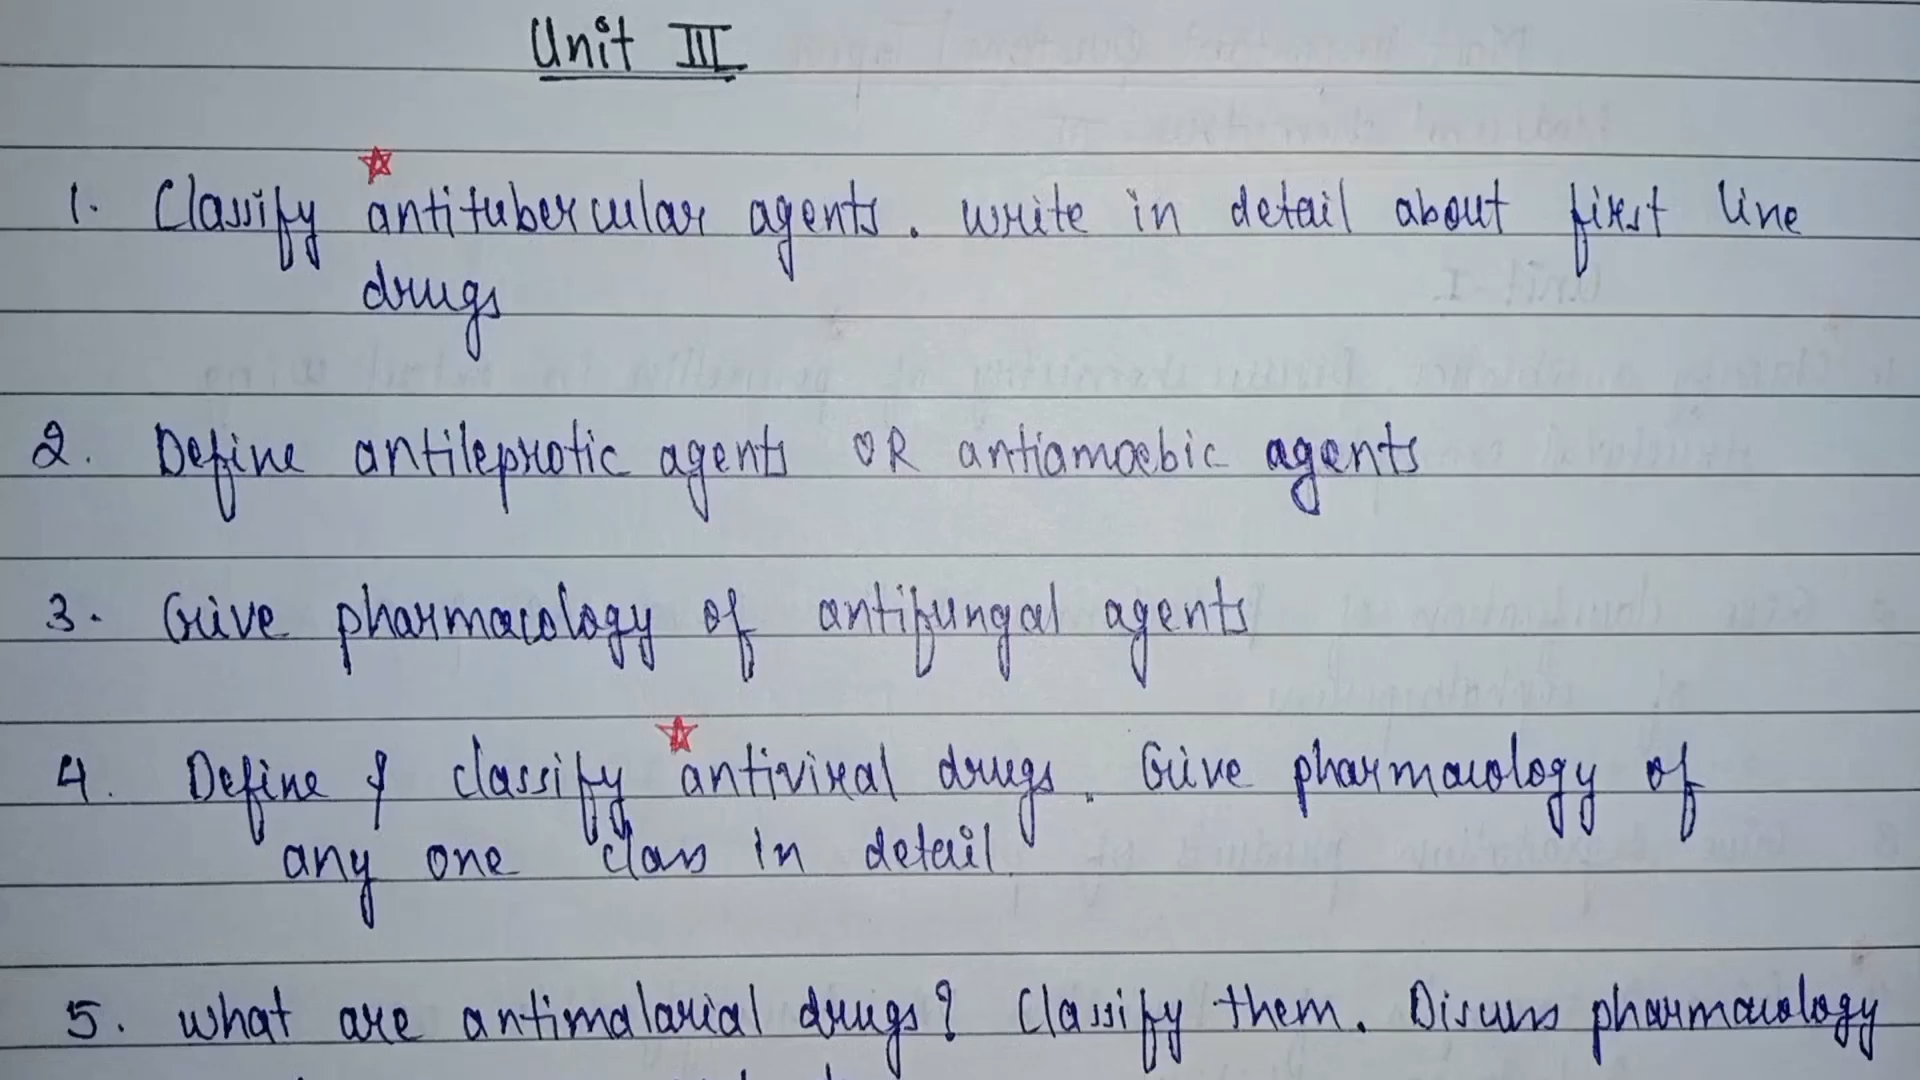 Unit III
1. Classify antitubercular agents. write in detail about first line
drugs
2. Define antileprotic agents OR antiamoebic agents
3. Give pharmacology of antifungal agents
4. Define & classify antiviral drugs. Give pharmacology of
any one class in detail
5. what are antimalarial drugs? Classify them. Discuss pharmacology